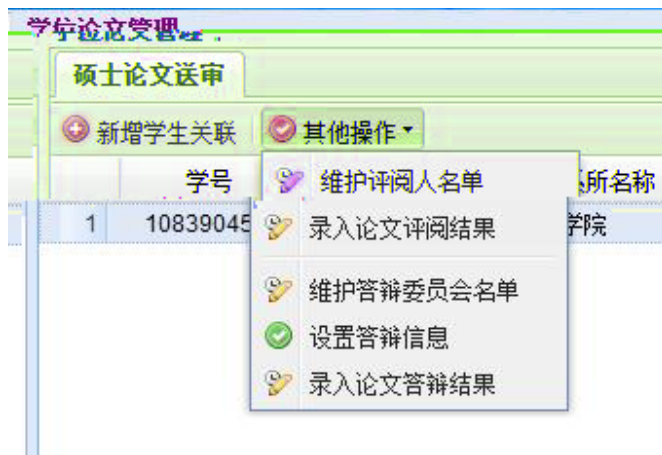 学位论文管理
硕士论文送审
新增学生关联 其他操作
学号 系所名称
维护评阅人名单
1 10839045 学院
录入论文评阅结果
维护答辩委员会名单
设置答辩信息
录入论文答辩结果